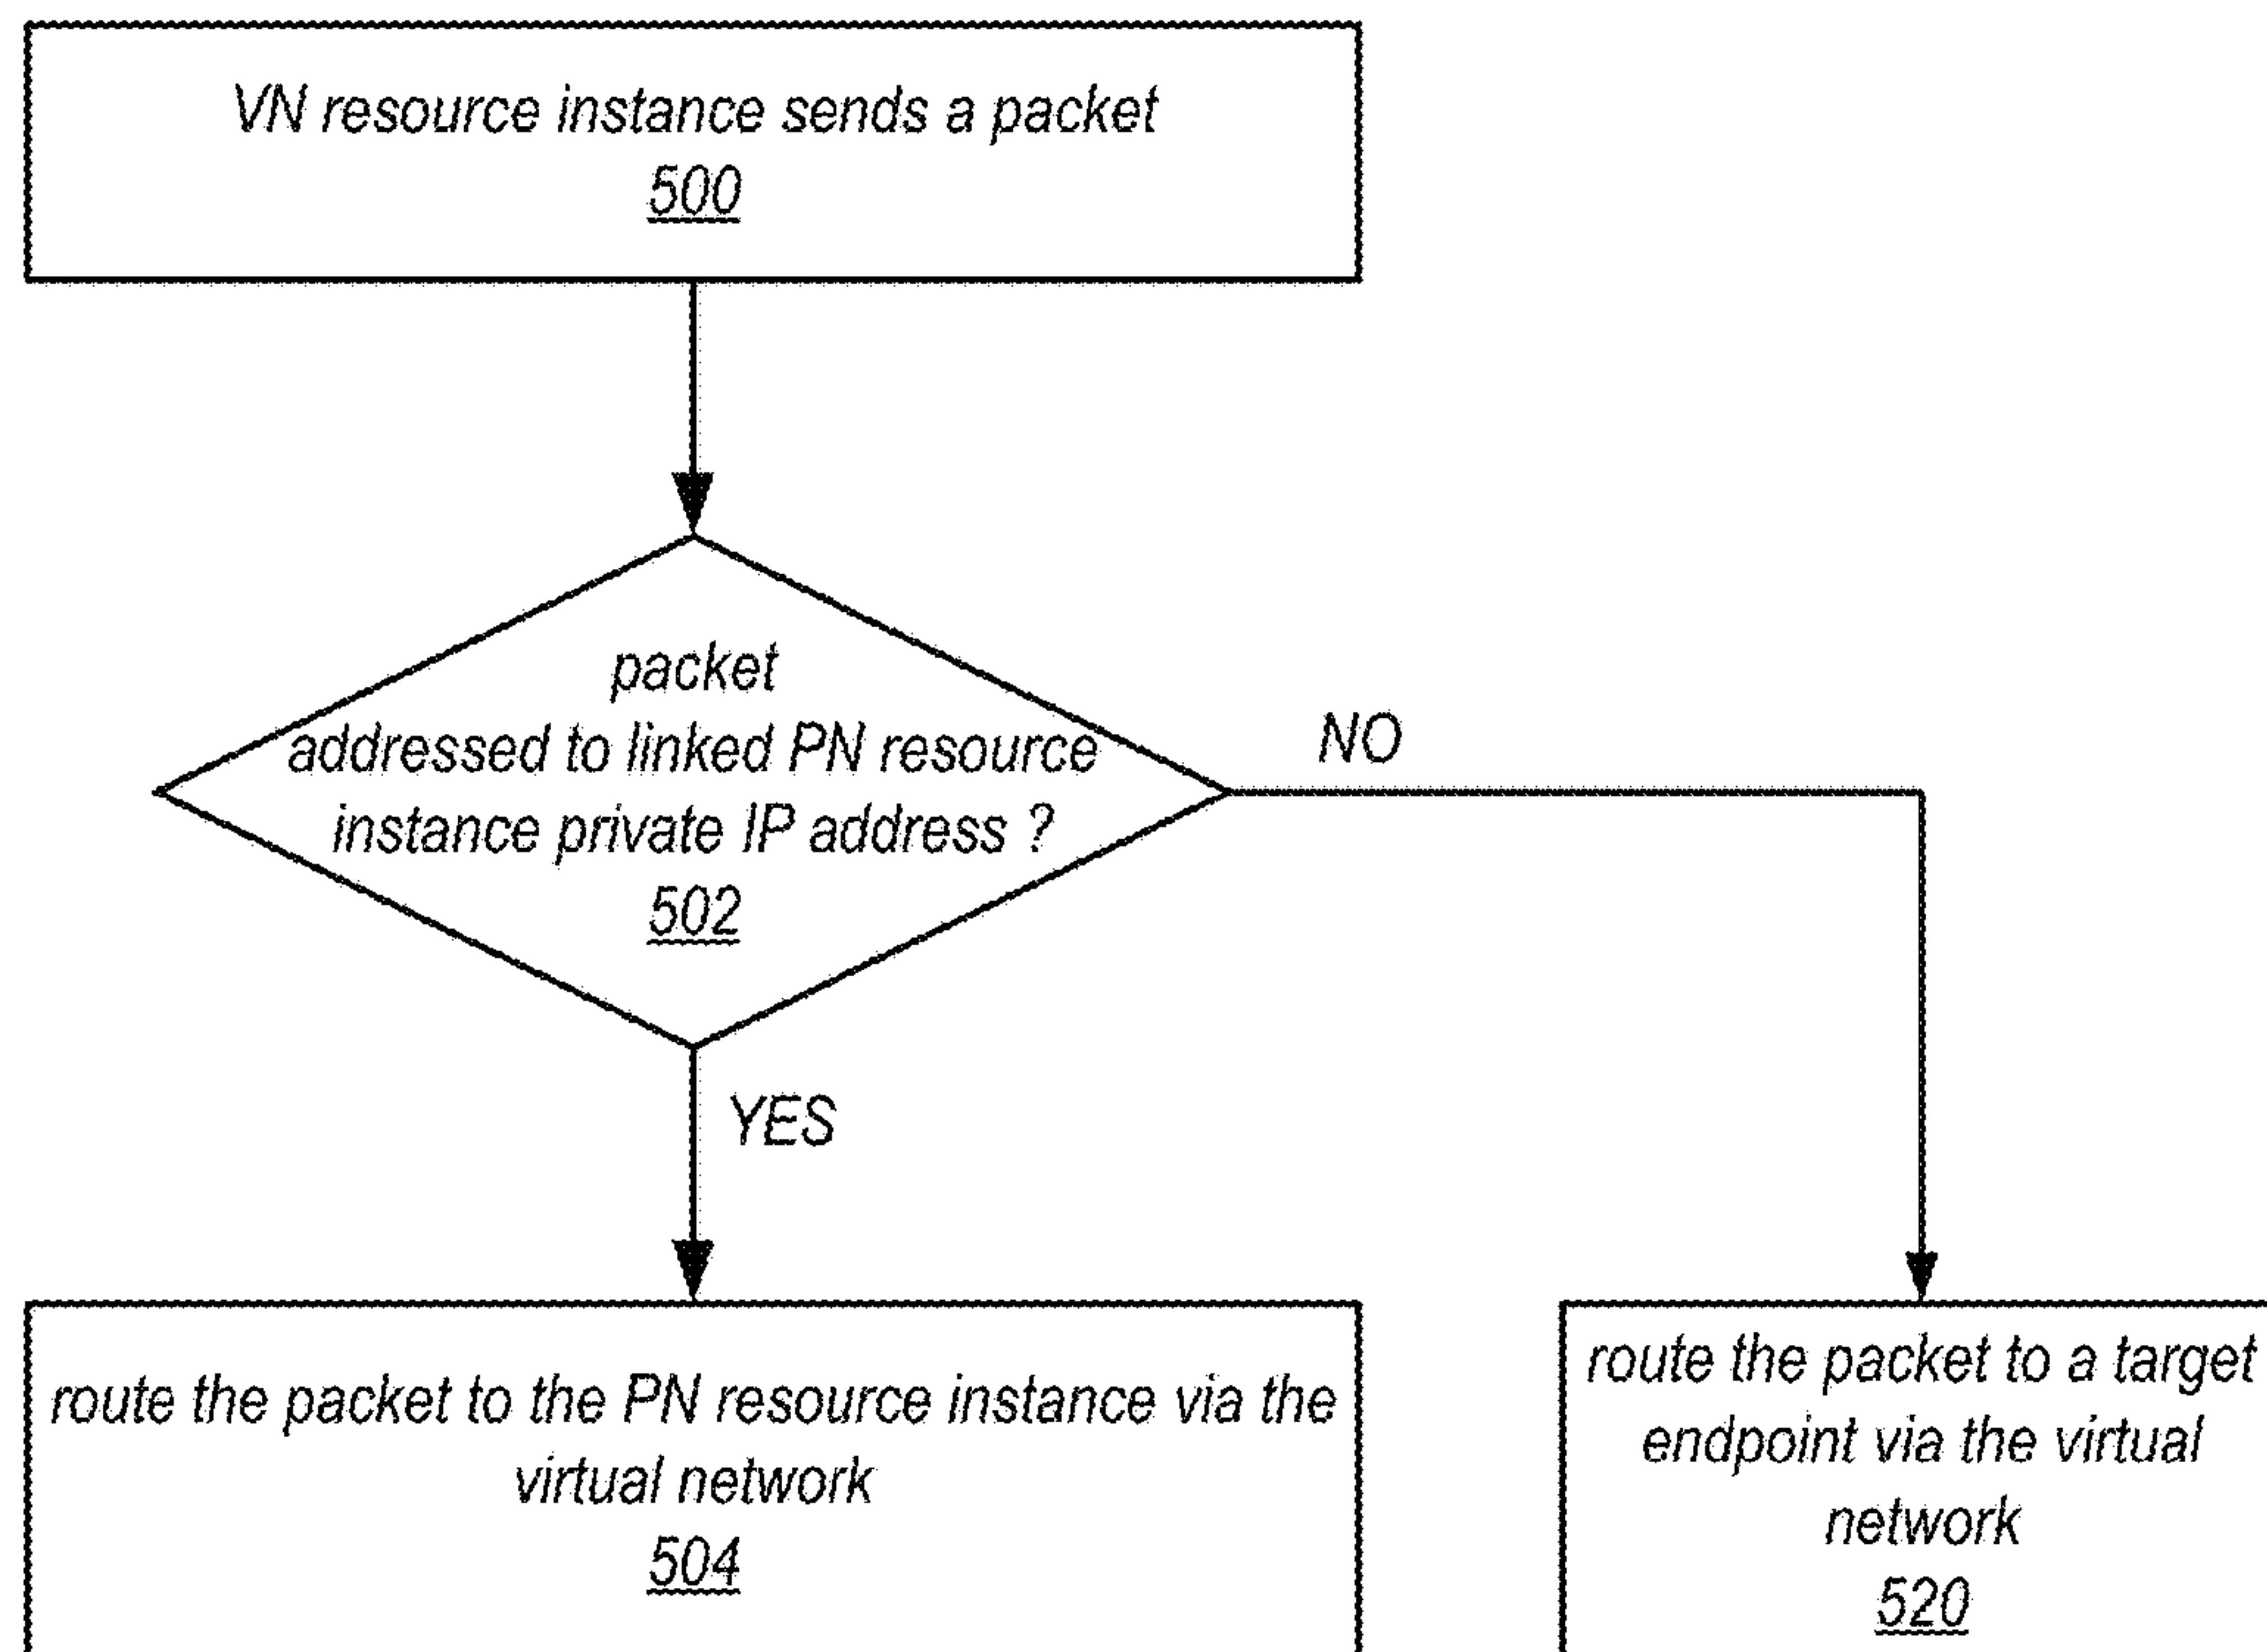 VN resource instance sends a packet
500
packet
addressed to linked PN resource
instance private IP address ?
502
NO
YES
route the packet to the PN resource instance via the
virtual network
504
route the packet to a target
endpoint via the virtual
network
520